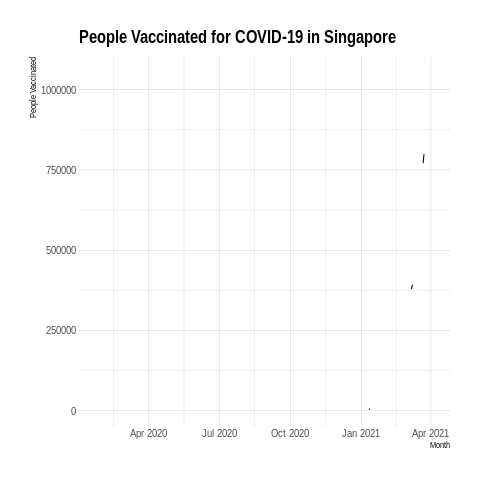 People Vaccinated for COVID-19 in Singapore
People Vaccinated
1000000
750000
500000
250000
0
Apr 2020 Jul 2020 Oct 2020 Jan 2021 Apr 2021
Month